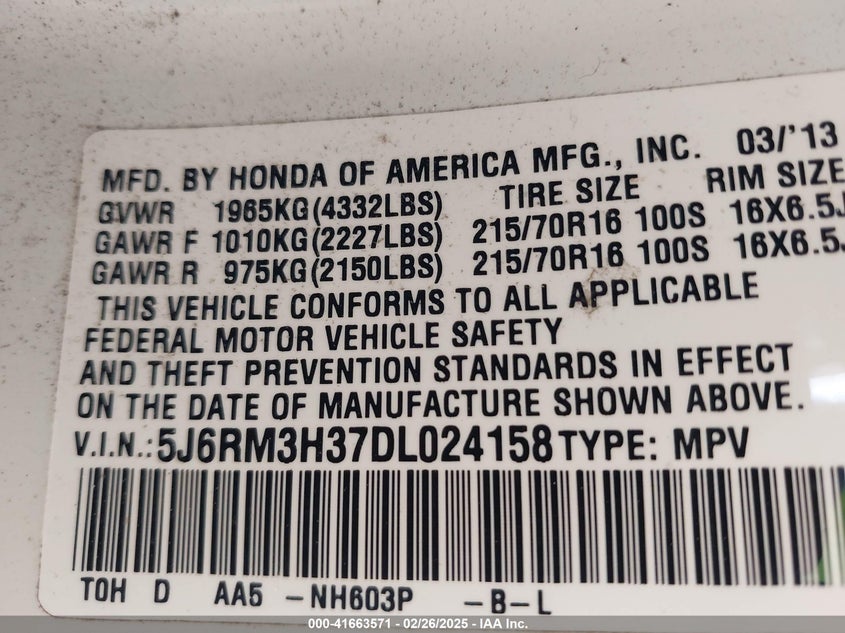 MFD. BY HONDA OF AMERICA MFG., INC. 03/'13
GVWR 1965KG(4332LBS) TIRE SIZE RIM SIZE
GAWR F 1010KG(2227LBS) 215/70R16 100S 16X6.5J
GAWR R 975KG(2150LBS) 215/70R16 100S 16X6.5J
THIS VEHICLE CONFORMS TO ALL APPLICABLE
FEDERAL MOTOR VEHICLE SAFETY
AND THEFT PREVENTION STANDARDS IN EFFECT
ON THE DATE OF MANUFACTURE SHOWN ABOVE.
V.I.N.: 5J6RM3H37DL024158 TYPE: MPV
TOH D AA5 -NH603P -B-L
000-41663571 - 02/26/2025 - IAA Inc.